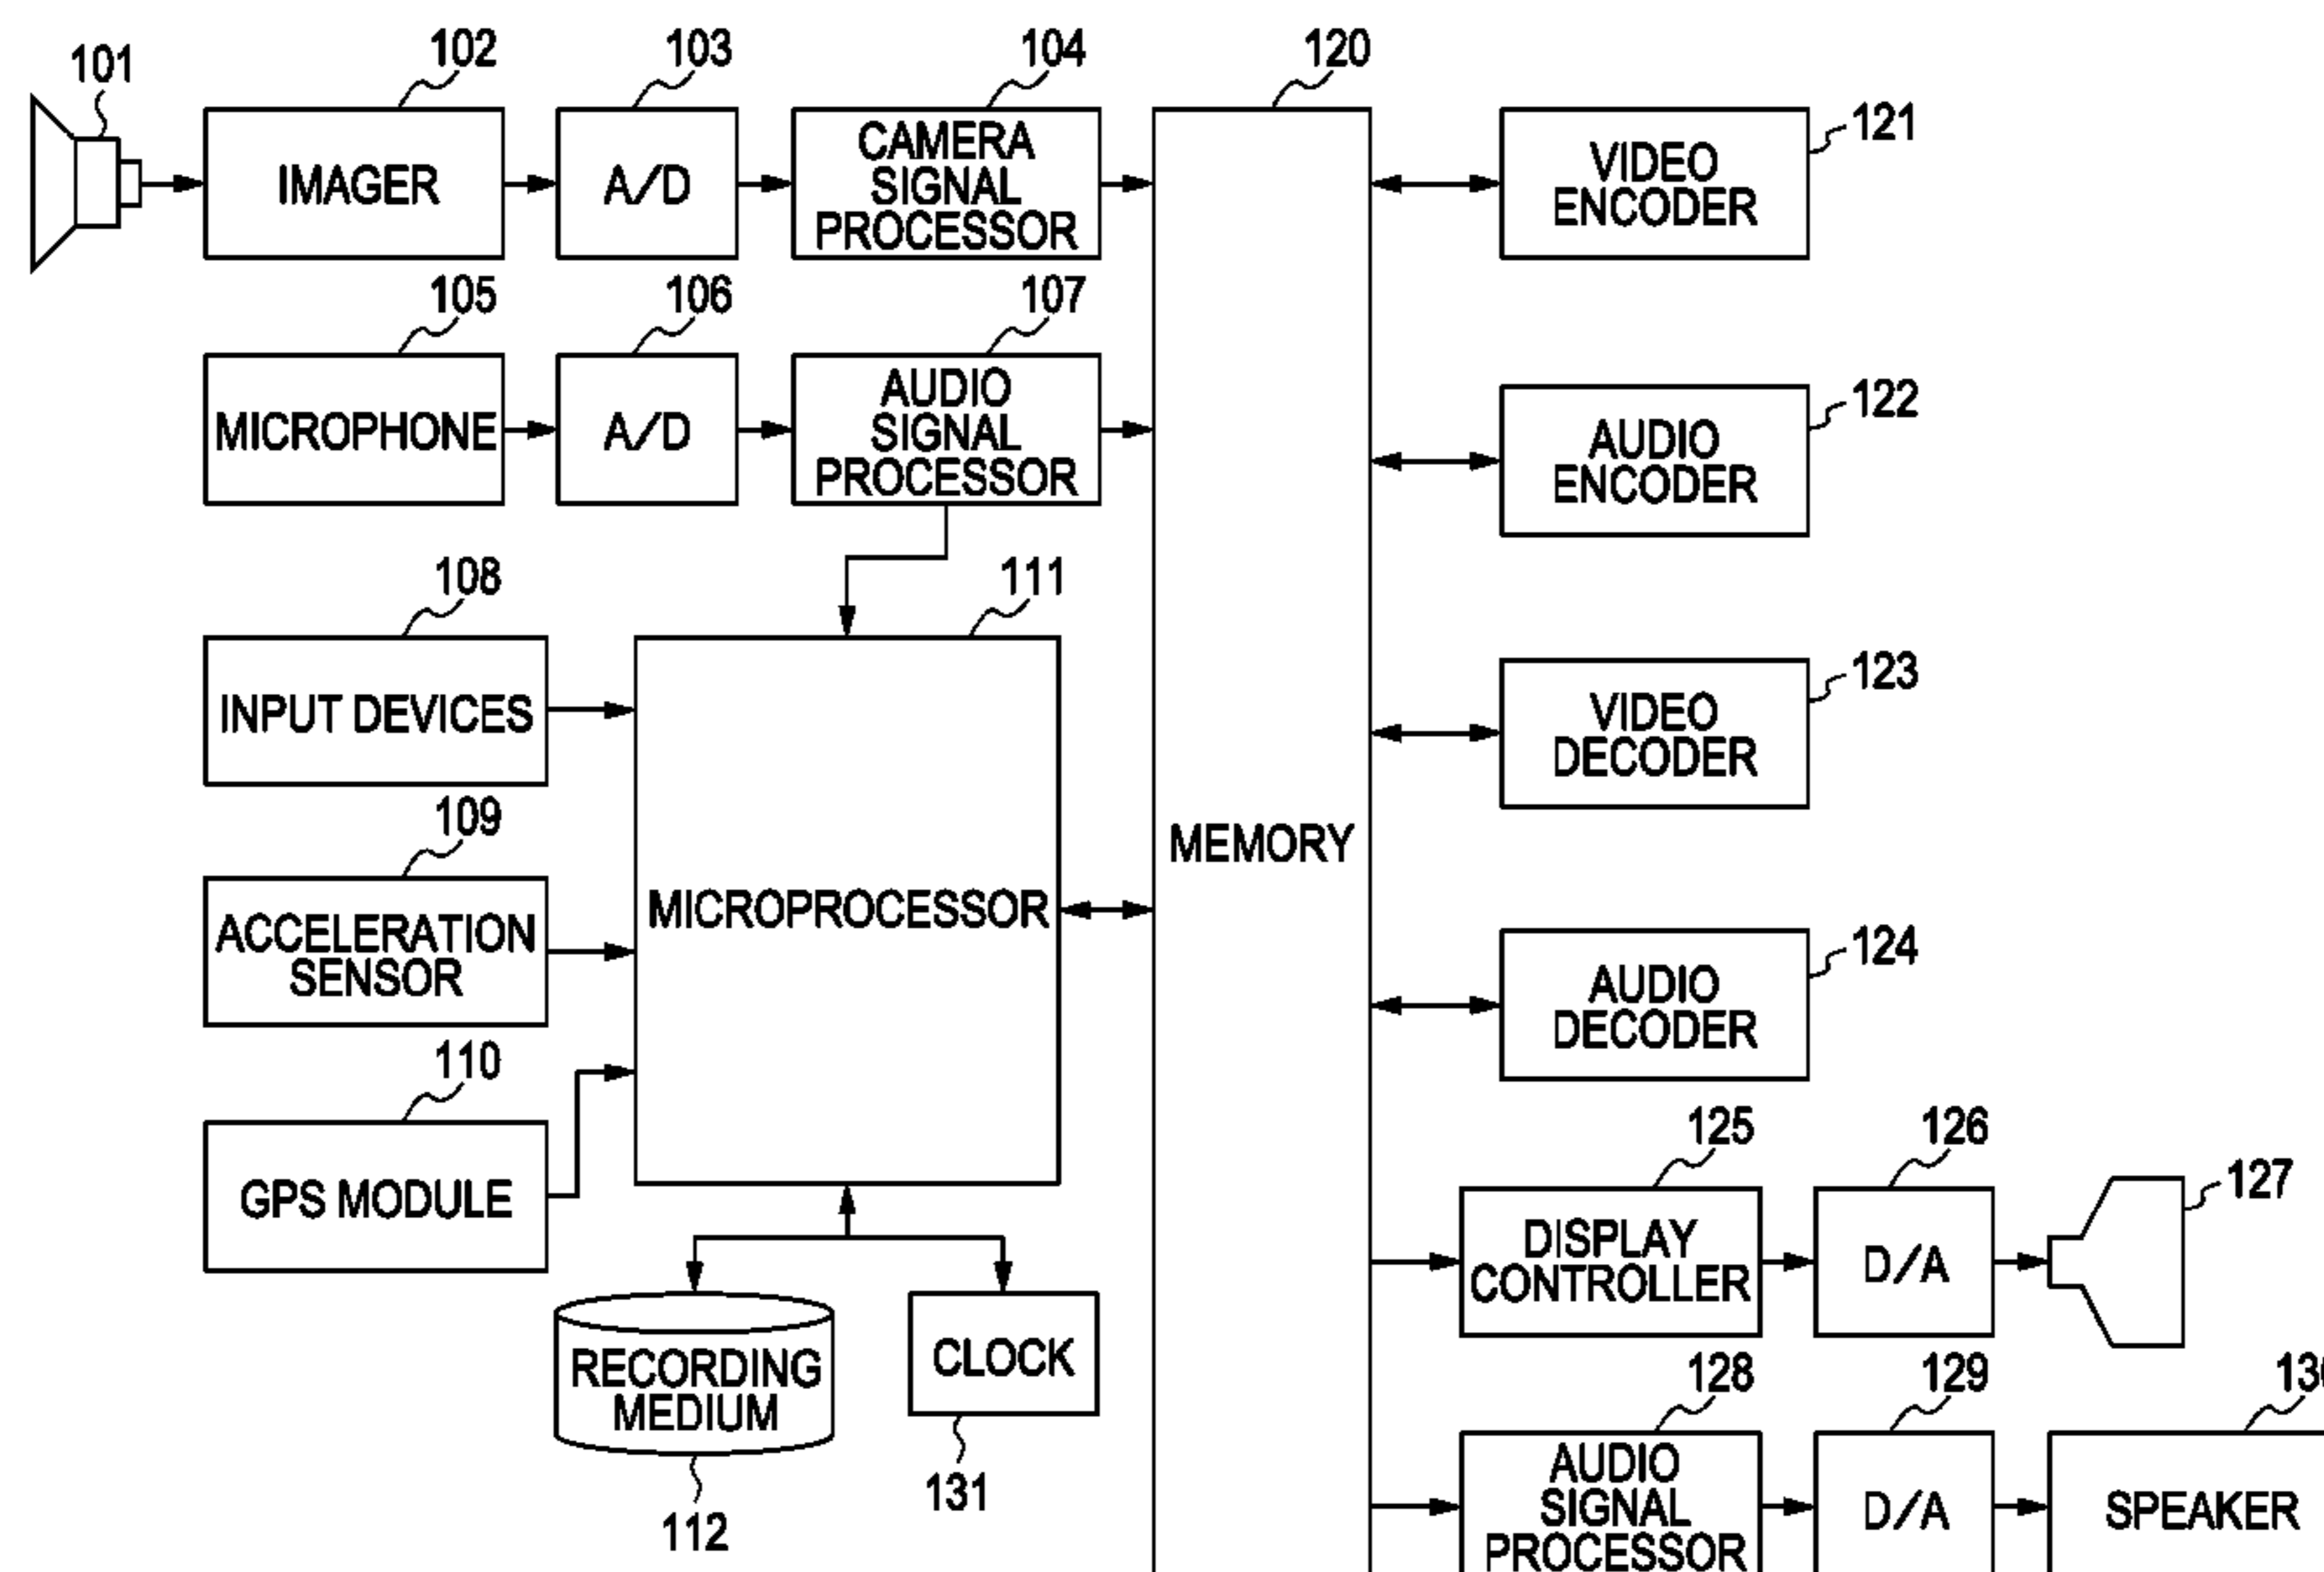 101
102
103
104
120
IMAGER
A/D
CAMERA
SIGNAL
PROCESSOR
VIDEO
ENCODER
121
105
106
107
MICROPHONE
A/D
AUDIO
SIGNAL
PROCESSOR
AUDIO
ENCODER
122
108
111
INPUT DEVICES
VIDEO
DECODER
123
109
MEMORY
ACCELERATION
SENSOR
MICROPROCESSOR
AUDIO
DECODER
124
110
GPS MODULE
125
126
127
DISPLAY
CONTROLLER
D/A
RECORDING
MEDIUM
CLOCK
112
131
128
129
AUDIO
SIGNAL
PROCESSOR
D/A
SPEAKER